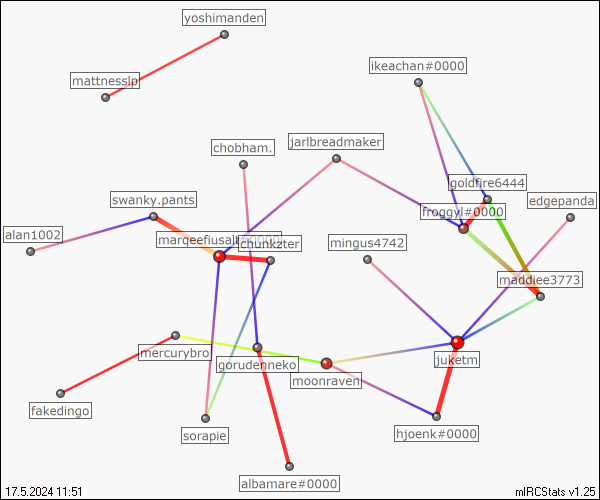 yoshimanden
ikeachan#0000
mattnesslp
chobham.
jarlbreadmaker
goldfire6444
swanky.pants
edgepanda
froggyl#0000
alan1002
chunkzter
mingus4742
maddiee3773
mercurybro
gorudenneko
juketm
moonraven
fakedingo
sorapie
hjoenk#0000
albamare#0000
17.5.2024 11:51
mIRCStats v1.25